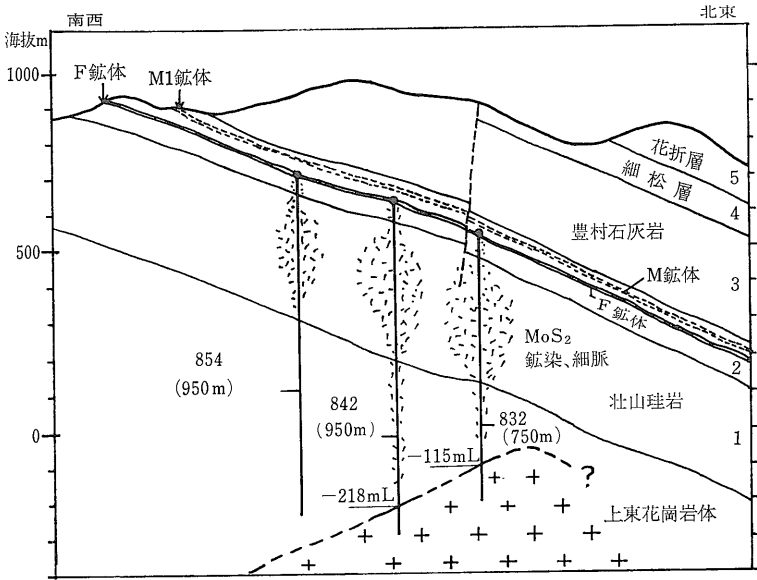 南西
北東
海抜m
F鉱体
M1鉱体
1000
花折層
5
細松層
4
豊村石灰岩
500
M鉱体
3
F鉱体
MoS₂
鉱染、細脈
2
854
(950m)
壮山珪岩
842
(950m)
832
(750m)
1
0
-115mL
?
-218mL
上東花崗岩体